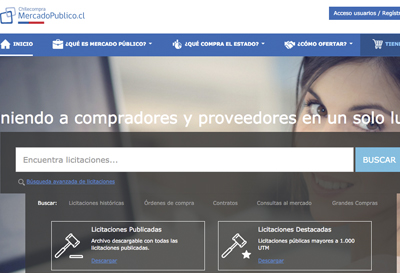 Chilecompra
MercadoPublico.cl
Acceso usuarios / Regístr
INICIO
¿QUÉ ES MERCADO PÚBLICO?
¿QUÉ COMPRA EL ESTADO?
¿CÓMO OFERTAR?
TIEN
niendo a compradores y proveedores en un solo lu
Encuentra licitaciones...
BUSCAR
Búsqueda avanzada de licitaciones
Buscar:
Licitaciones históricas
Órdenes de compra
Contratos
Consultas al mercado
Grandes Compras
Licitaciones Publicadas
Archivo descargable con todas las
licitaciones publicadas.
Descargar
Licitaciones Destacadas
Licitaciones públicas mayores a 1.000
UTM
Descargar